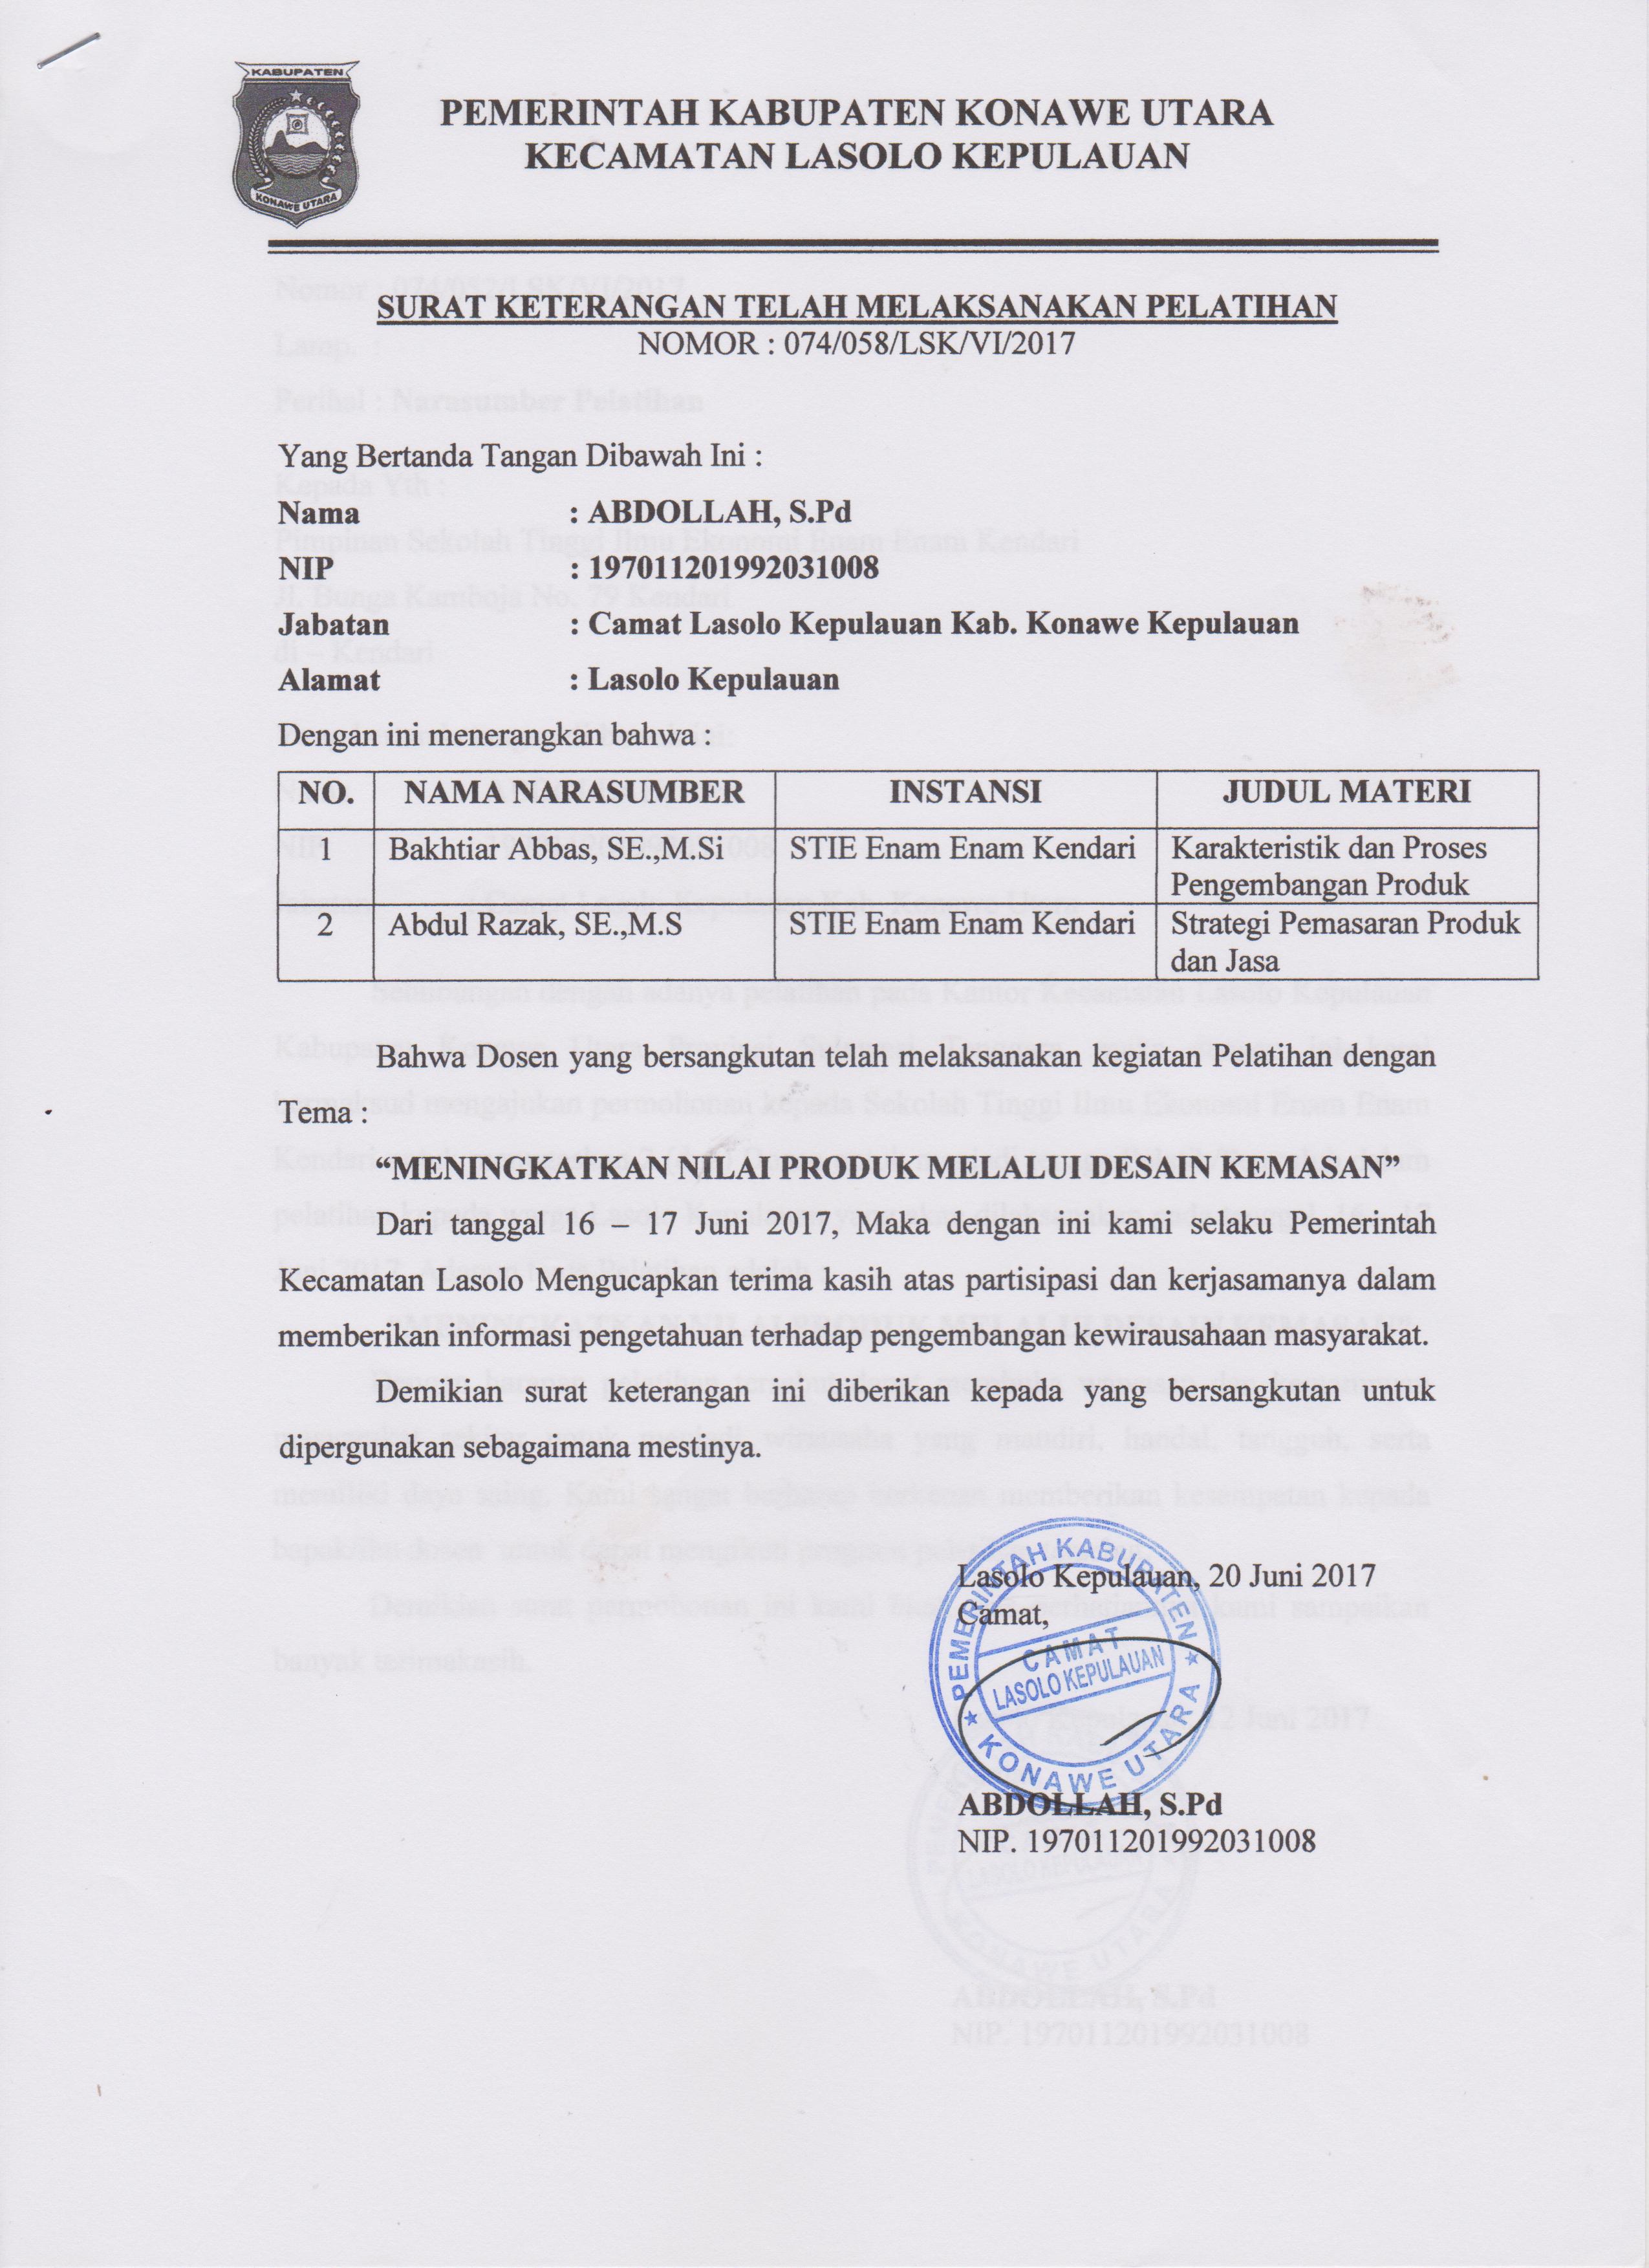 KABUPATEN
KONAWE UTARA
PEMERINTAH KABUPATEN KONAWE UTARA
KECAMATAN LASOLO KEPULAUAN
SURAT KETERANGAN TELAH MELAKSANAKAN PELATIHAN
NOMOR : 074/058/LSK/VI/2017
Yang Bertanda Tangan Dibawah Ini :
Nama : ABDOLLAH, S.Pd
NIP : 197011201992031008
Jabatan : Camat Lasolo Kepulauan Kab. Konawe Kepulauan
Alamat : Lasolo Kepulauan
Dengan ini menerangkan bahwa :
NO. NAMA NARASUMBER INSTANSI JUDUL MATERI
1 Bakhtiar Abbas, SE.,M.Si STIE Enam Enam Kendari Karakteristik dan Proses
Pengembangan Produk
2 Abdul Razak, SE.,M.S STIE Enam Enam Kendari Strategi Pemasaran Produk
dan Jasa
Bahwa Dosen yang bersangkutan telah melaksanakan kegiatan Pelatihan dengan
Tema :
“MENINGKATKAN NILAI PRODUK MELALUI DESAIN KEMASAN”
Dari tanggal 16 – 17 Juni 2017, Maka dengan ini kami selaku Pemerintah
Kecamatan Lasolo Mengucapkan terima kasih atas partisipasi dan kerjasamanya dalam
memberikan informasi pengetahuan terhadap pengembangan kewirausahaan masyarakat.
Demikian surat keterangan ini diberikan kepada yang bersangkutan untuk
dipergunakan sebagaimana mestinya.
Lasolo Kepulauan, 20 Juni 2017
Camat,
PEMERINTAH KABUPATEN
CAMAT
LASOLO KEPULAUAN
KONAWE UTARA
ABDOLLAH, S.Pd
NIP. 197011201992031008